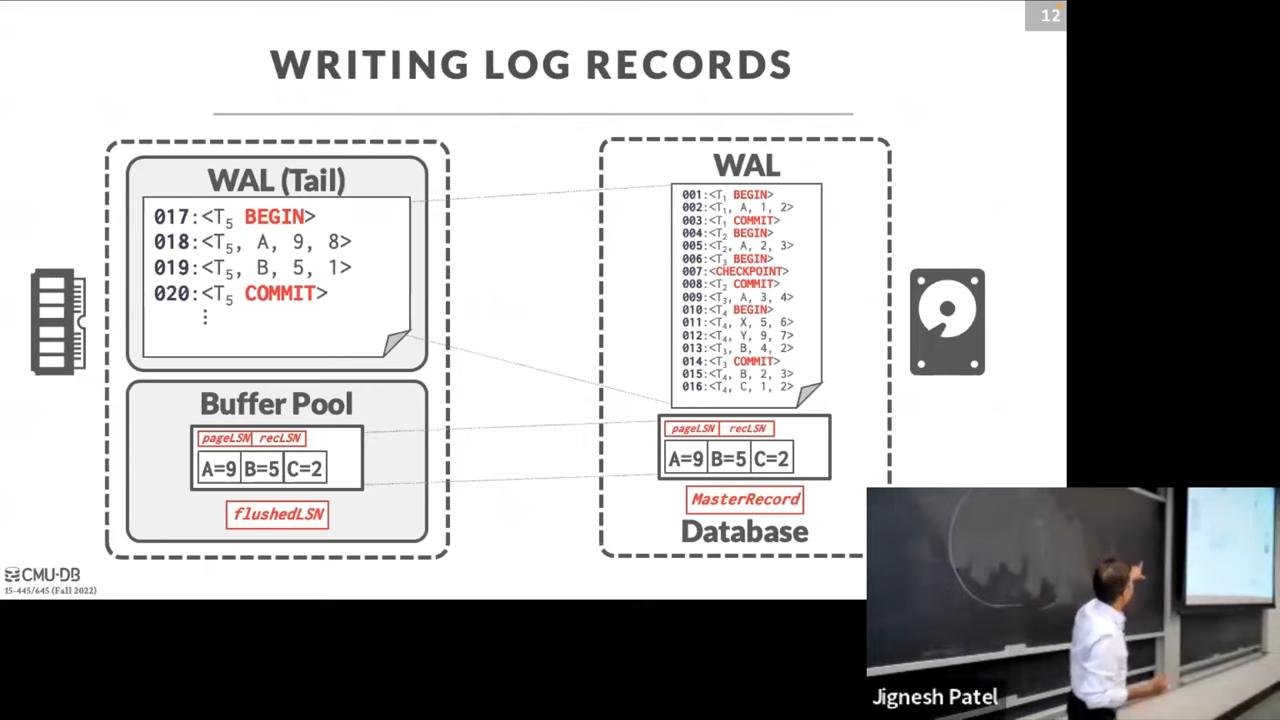 12
WRITING LOG RECORDS
WAL (Tail)
017:<T5 BEGIN>
018:<T5, A, 9, 8>
019:<T5, B, 5, 1>
020:<T5 COMMIT>
⋮
Buffer Pool
pageLSN recLSN
A=9 B=5 C=2
flushedLSN
WAL
001:<T1 BEGIN>
002:<T1, A, 1, 2>
003:<T1 COMMIT>
004:<T2 BEGIN>
005:<T2, A, 2, 3>
006:<T3 BEGIN>
007:<CHECKPOINT>
008:<T2 COMMIT>
009:<T3, A, 3, 4>
010:<T4 BEGIN>
011:<T4, X, 5, 6>
012:<T4, Y, 9, 7>
013:<T3, B, 4, 2>
014:<T3 COMMIT>
015:<T4, B, 2, 3>
016:<T4, C, 1, 2>
pageLSN recLSN
A=9 B=5 C=2
MasterRecord
Database
CMU·DB
15-445/645 (Fall 2022)
Jignesh Patel